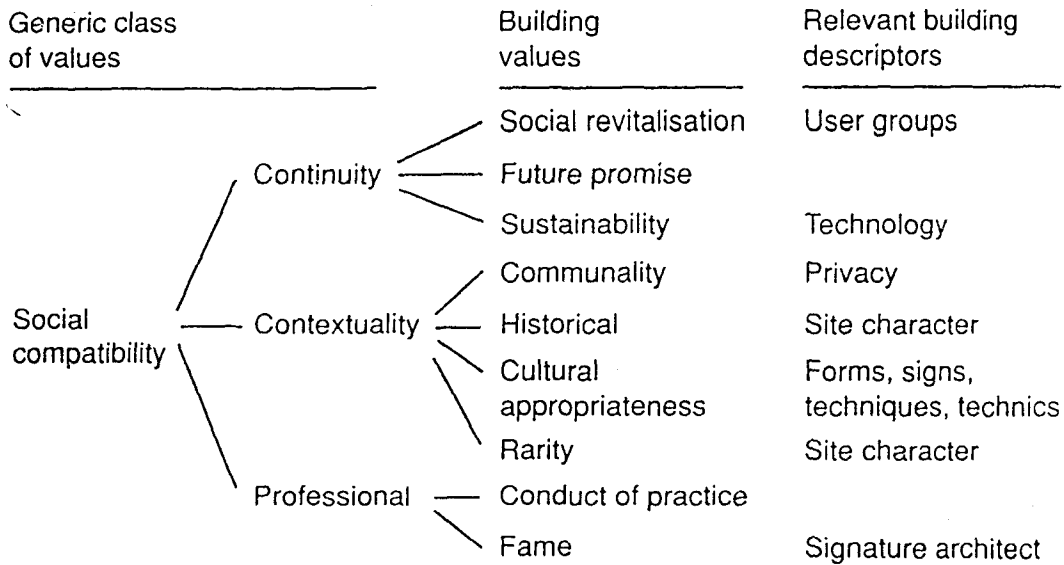 Generic class of values
Building values
Relevant building descriptors
Social revitalisation User groups
Continuity Future promise
Sustainability Technology
Communality Privacy
Social compatibility Contextuality Historical Site character
Cultural appropriateness Forms, signs, techniques, technics
Rarity Site character
Professional Conduct of practice
Fame Signature architect